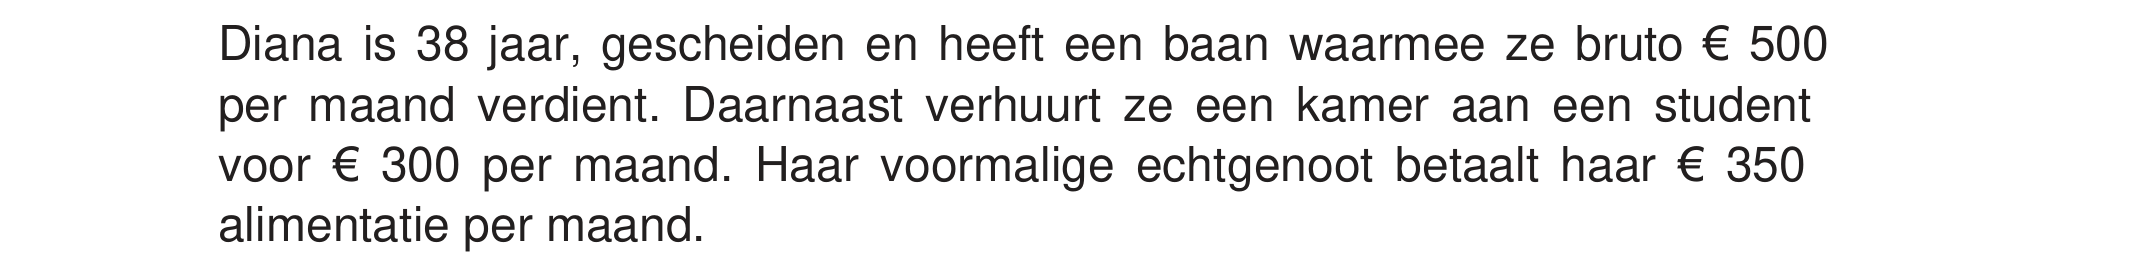 Diana is 38 jaar, gescheiden en heeft een baan waarmee ze bruto € 500
per maand verdient. Daarnaast verhuurt ze een kamer aan een student
voor € 300 per maand. Haar voormalige echtgenoot betaalt haar € 350
alimentatie per maand.